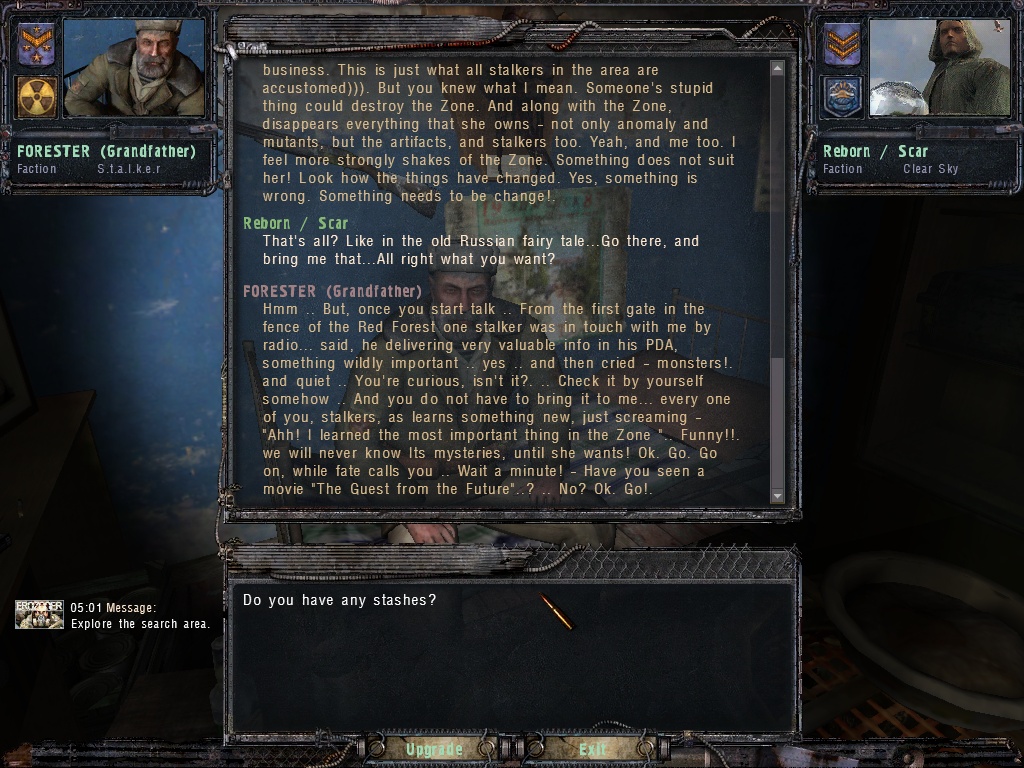 FORESTER (Grandfather)
Faction S.t.a.l.k.e.r
business. This is just what all stalkers in the area are
accustomed))). But you knew what I mean. Someone's stupid
thing could destroy the Zone. And along with the Zone,
disappears everything that she owns - not only anomaly and
mutants, but the artifacts, and stalkers too. Yeah, and me too. I
feel more strongly shakes of the Zone. Something does not suit
her! Look how the things have changed. Yes, something is
wrong. Something needs to be change!.
Reborn / Scar
That's all? Like in the old Russian fairy tale...Go there, and
bring me that...All right what you want?
FORESTER (Grandfather)
Hmm .. But, once you start talk .. From the first gate in the
fence of the Red Forest one stalker was in touch with me by
radio... said, he delivering very valuable info in his PDA,
something wildly important .. yes .. and then cried - monsters!.
and quiet .. You're curious, isn't it?. .. Check it by yourself
somehow .. And you do not have to bring it to me... every one
of you, stalkers, as learns something new, just screaming -
"Ahh! I learned the most important thing in the Zone ".. Funny!!.
we will never know Its mysteries, until she wants! Ok. Go. Go
on, while fate calls you .. Wait a minute! - Have you seen a
movie "The Guest from the Future"..? .. No? Ok. Go!.
Reborn / Scar
Faction Clear Sky
05:01 Message:
Explore the search area.
Do you have any stashes?
Upgrade
Exit